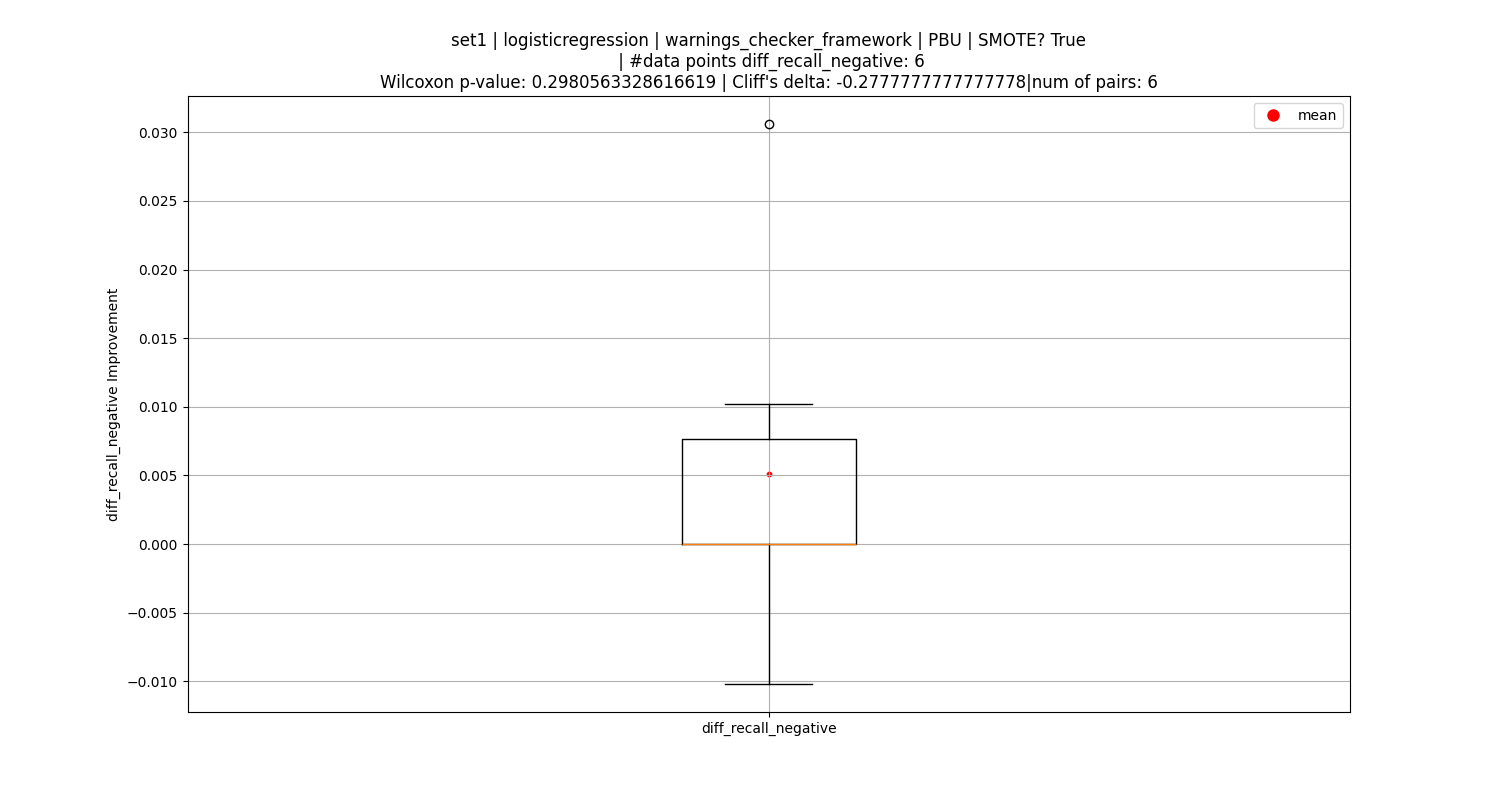 set1 | logisticregression | warnings_checker_framework | PBU | SMOTE? True
| #data points diff_recall_negative: 6
Wilcoxon p-value: 0.2980563328616619 | Cliff's delta: -0.2777777777777778|num of pairs: 6
mean
0.030
0.025
0.020
0.015
0.010
0.005
0.000
−0.005
−0.010
diff_recall_negative Improvement
diff_recall_negative